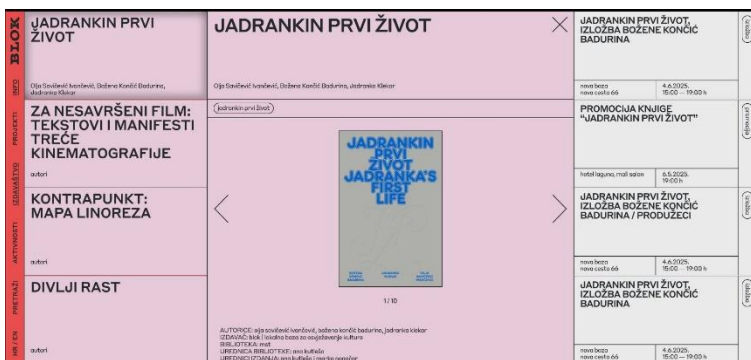 BLOK
INFO
PROJEKTI
IZDAVAŠTVO
AKTIVNOSTI
PRETRAŽI
HR / EN
JADRANKIN PRVI
ŽIVOT
Olja Savičević Ivančević, Božena Končić Badurina,
Jadranka Klekar
ZA NESAVRŠENI FILM:
TEKSTOVI I MANIFESTI
TREĆE
KINEMATOGRAFIJE
autori
KONTRAPUNKT:
MAPA LINOREZA
autori
DIVLJI RAST
autori
JADRANKIN PRVI ŽIVOT
Olja Savičević Ivančević, Božena Končić Badurina, Jadranka Klekar
jadrankin prvi život
JADRANKIN
PRVI
ŽIVOT
JADRANKA'S
FIRST
LIFE
1/10
AUTORICE: olja savičević ivančević, božena končić badurina, jadranka klekar
IZDAVAČ: blok | lokalna baza za osvježavanje kulture
BIBLIOTEKA: mast
UREDNICA BIBLIOTEKE: ana kutleša
JADRANKIN PRVI ŽIVOT,
IZLOŽBA BOŽENE KONČIĆ
BADURINA
izložba
nova baza
nova cesta 66
4.6.2025.
15:00 — 19:00 h
PROMOCIJA KNJIGE
"JADRANKIN PRVI ŽIVOT"
promocija
hotel laguna, mali salon
6.5.2025.
19:00 h
JADRANKIN PRVI ŽIVOT,
IZLOŽBA BOŽENE KONČIĆ
BADURINA / PRODUŽECI
izložba
nova baza
nova cesta 66
4.6.2025.
15:00 — 19:00 h
JADRANKIN PRVI ŽIVOT,
IZLOŽBA BOŽENE KONČIĆ
BADURINA
izložba
nova baza
nova cesta 66
4.6.2025.
15:00 — 19:00 h